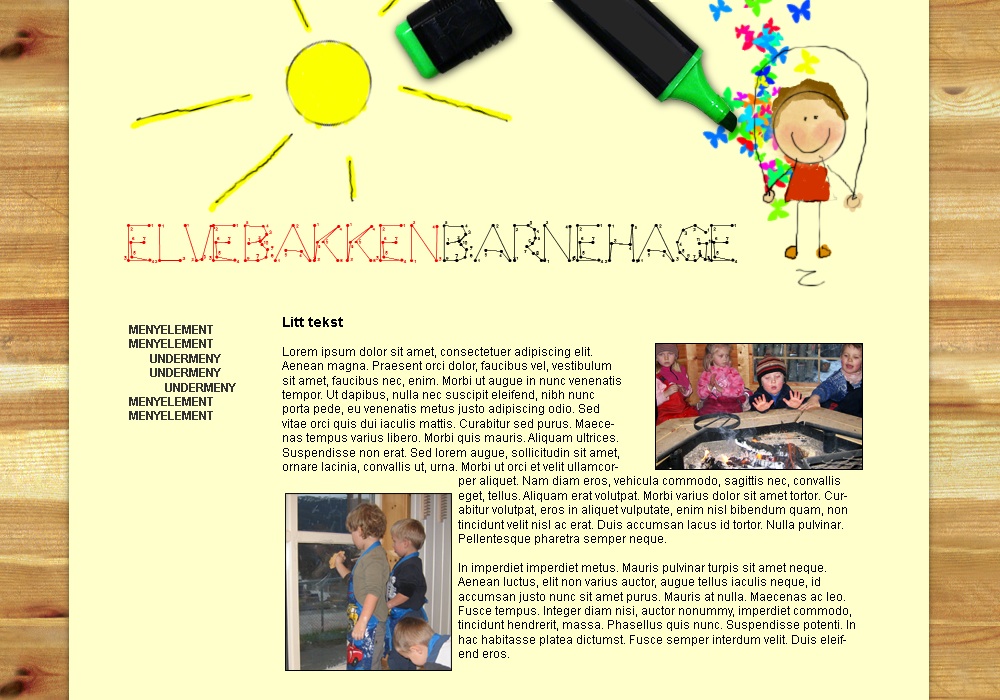 ELVEBAKKENBARNEHAGE
MENYELEMENT
MENYELEMENT
UNDERMENY
UNDERMENY
UNDERMENY
MENYELEMENT
MENYELEMENT
Litt tekst
Lorem ipsum dolor sit amet, consectetuer adipiscing elit.
Aenean magna. Praesent orci dolor, faucibus vel, vestibulum
sit amet, faucibus nec, enim. Morbi ut augue in nunc venenatis
tempor. Ut dapibus, nulla nec suscipit eleifend, nibh nunc
porta pede, eu venenatis metus justo adipiscing odio. Sed
vitae orci quis dui iaculis mattis. Curabitur sed purus. Maece-
nas tempus varius libero. Morbi quis mauris. Aliquam ultrices.
Suspendisse non erat. Sed lorem augue, sollicitudin sit amet,
ornare lacinia, convallis ut, urna. Morbi ut orci et velit ullamcor-
per aliquet. Nam diam eros, vehicula commodo, sagittis nec, convallis
eget, tellus. Aliquam erat volutpat. Morbi varius dolor sit amet tortor. Cur-
abitur volutpat, eros in aliquet vulputate, enim nisl bibendum quam, non
tincidunt velit nisl ac erat. Duis accumsan lacus id tortor. Nulla pulvinar.
Pellentesque pharetra semper neque.
In imperdiet imperdiet metus. Mauris pulvinar turpis sit amet neque.
Aenean luctus, elit non varius auctor, augue tellus iaculis neque, id
accumsan justo nunc sit amet purus. Mauris at nulla. Maecenas ac leo.
Fusce tempus. Integer diam nisi, auctor nonummy, imperdiet commodo,
tincidunt hendrerit, massa. Phasellus quis nunc. Suspendisse potenti. In
hac habitasse platea dictumst. Fusce semper interdum velit. Duis eleif-
end eros.